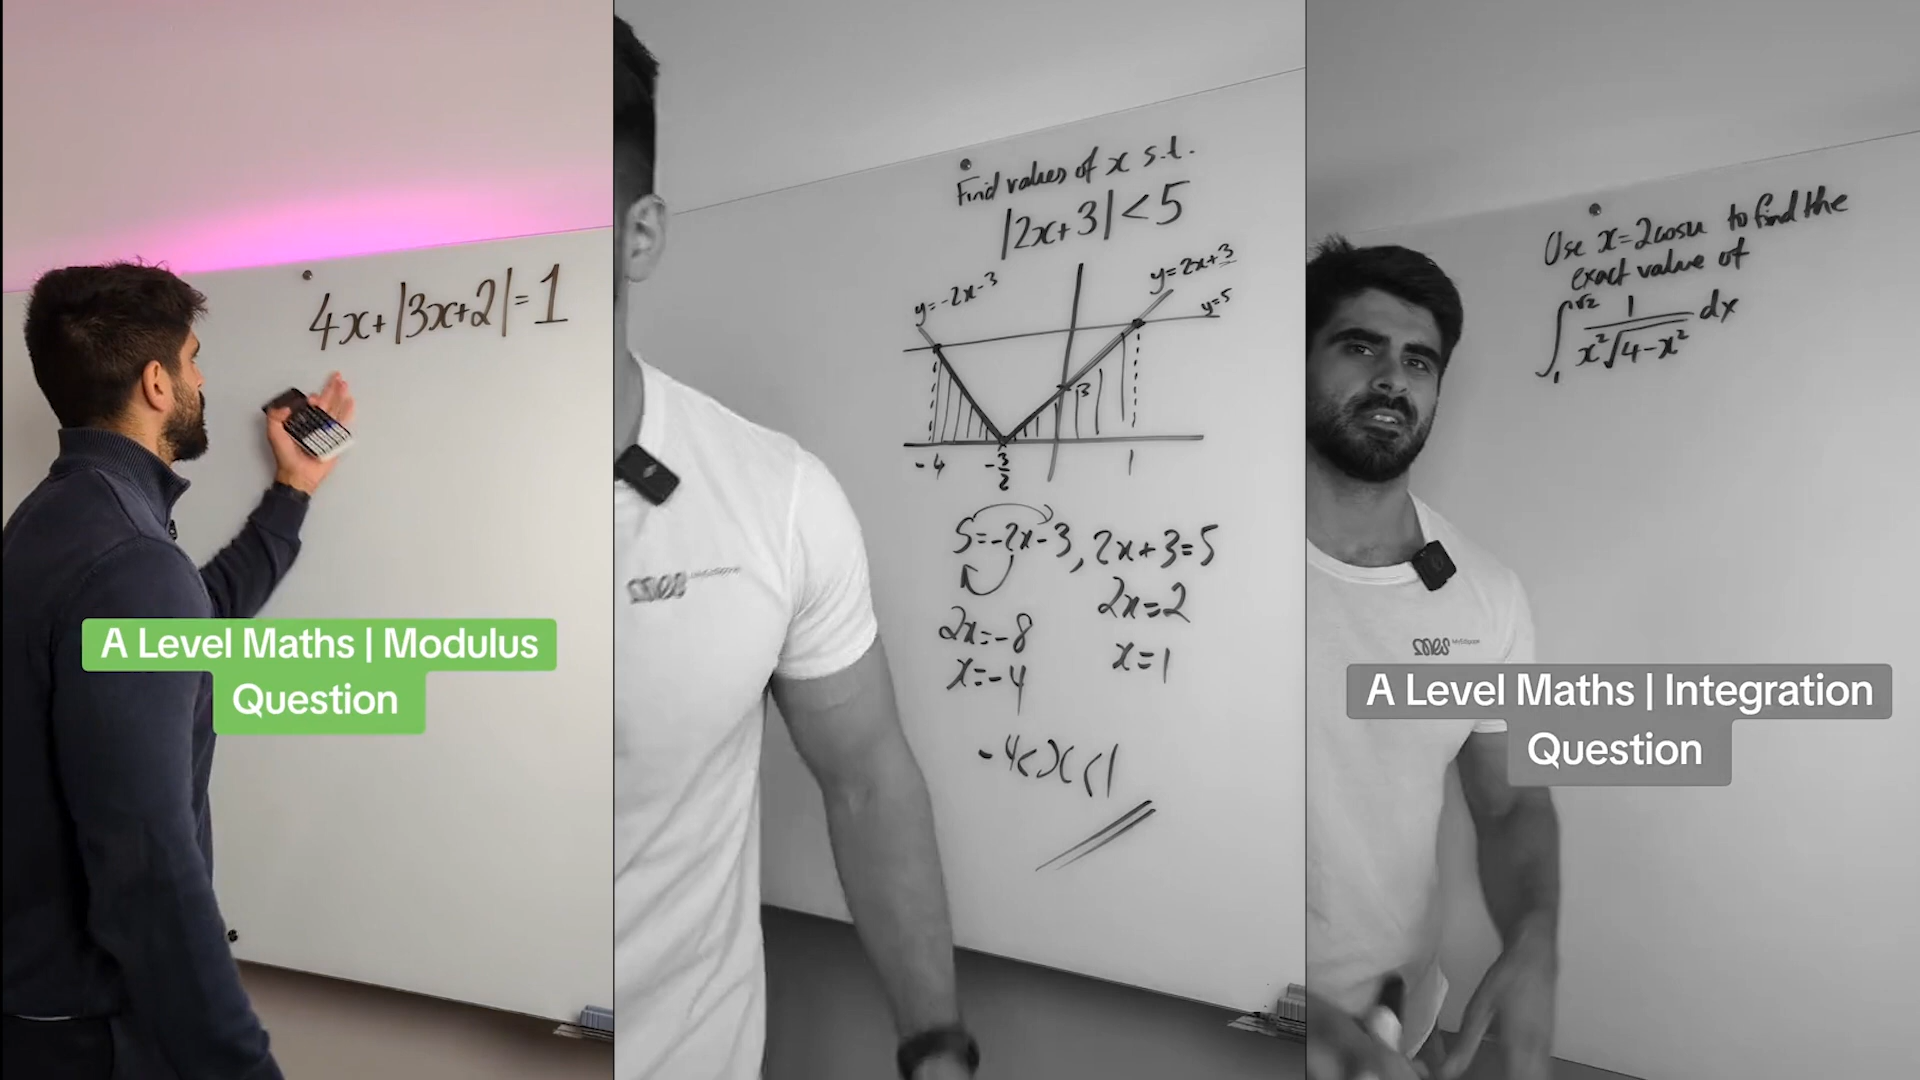 4x+|3x+2|=1
A Level Maths | Modulus
Question
Find values of x s.t.
|2x+3|<5
y=-2x-3
y=2x+3
y=5
3
-4
-3/2
1
5=-2x-3, 2x+3=5
2x=-8
2x=2
x=-4
x=1
-4<x<1
Use x=2cosu to find the
exact value of
∫₁^√2 1/(x²√(4-x²)) dx
A Level Maths | Integration
Question